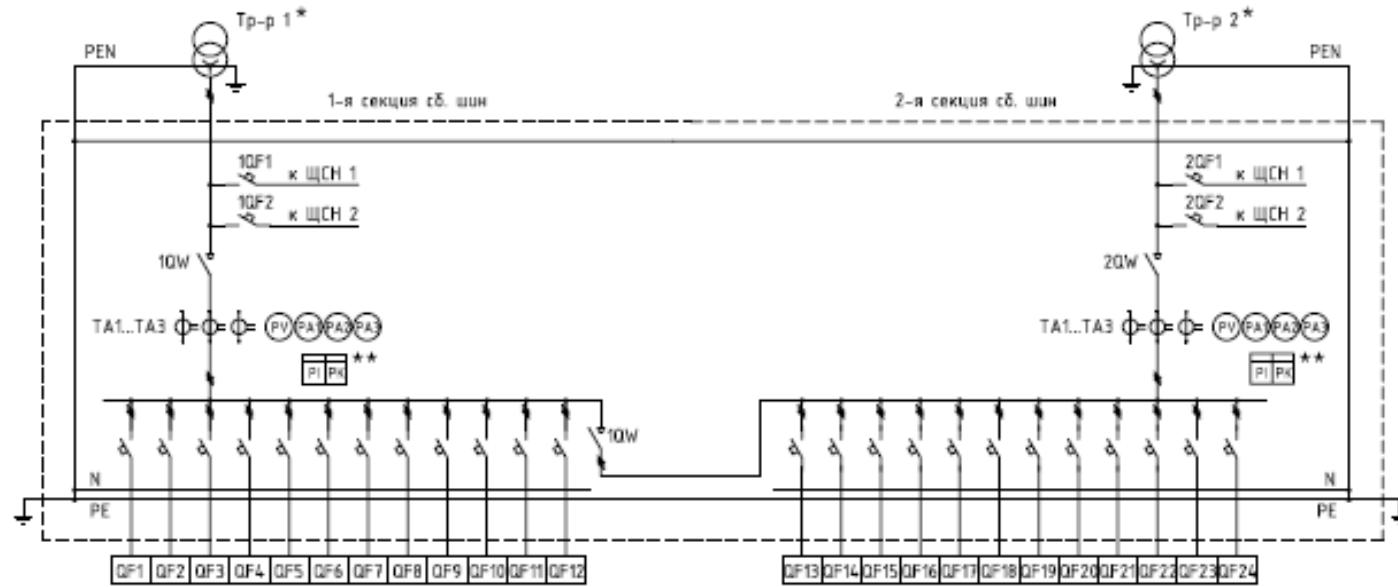 Тр-р 1* Тр-р 2*
PEN PEN
1-я секция сб. шин 2-я секция сб. шин
1QF1 к ЩСН 1 2QF1 к ЩСН 1
1QF2 к ЩСН 2 2QF2 к ЩСН 2
1QW 2QW
TA1...TA3 PV PA1 PA2 PA3 TA1...TA3 PV PA1 PA2 PA3
PI PK ** PI PK **
1QW
N N
PE PE
QF1 QF2 QF3 QF4 QF5 QF6 QF7 QF8 QF9 QF10 QF11 QF12 QF13 QF14 QF15 QF16 QF17 QF18 QF19 QF20 QF21 QF22 QF23 QF24